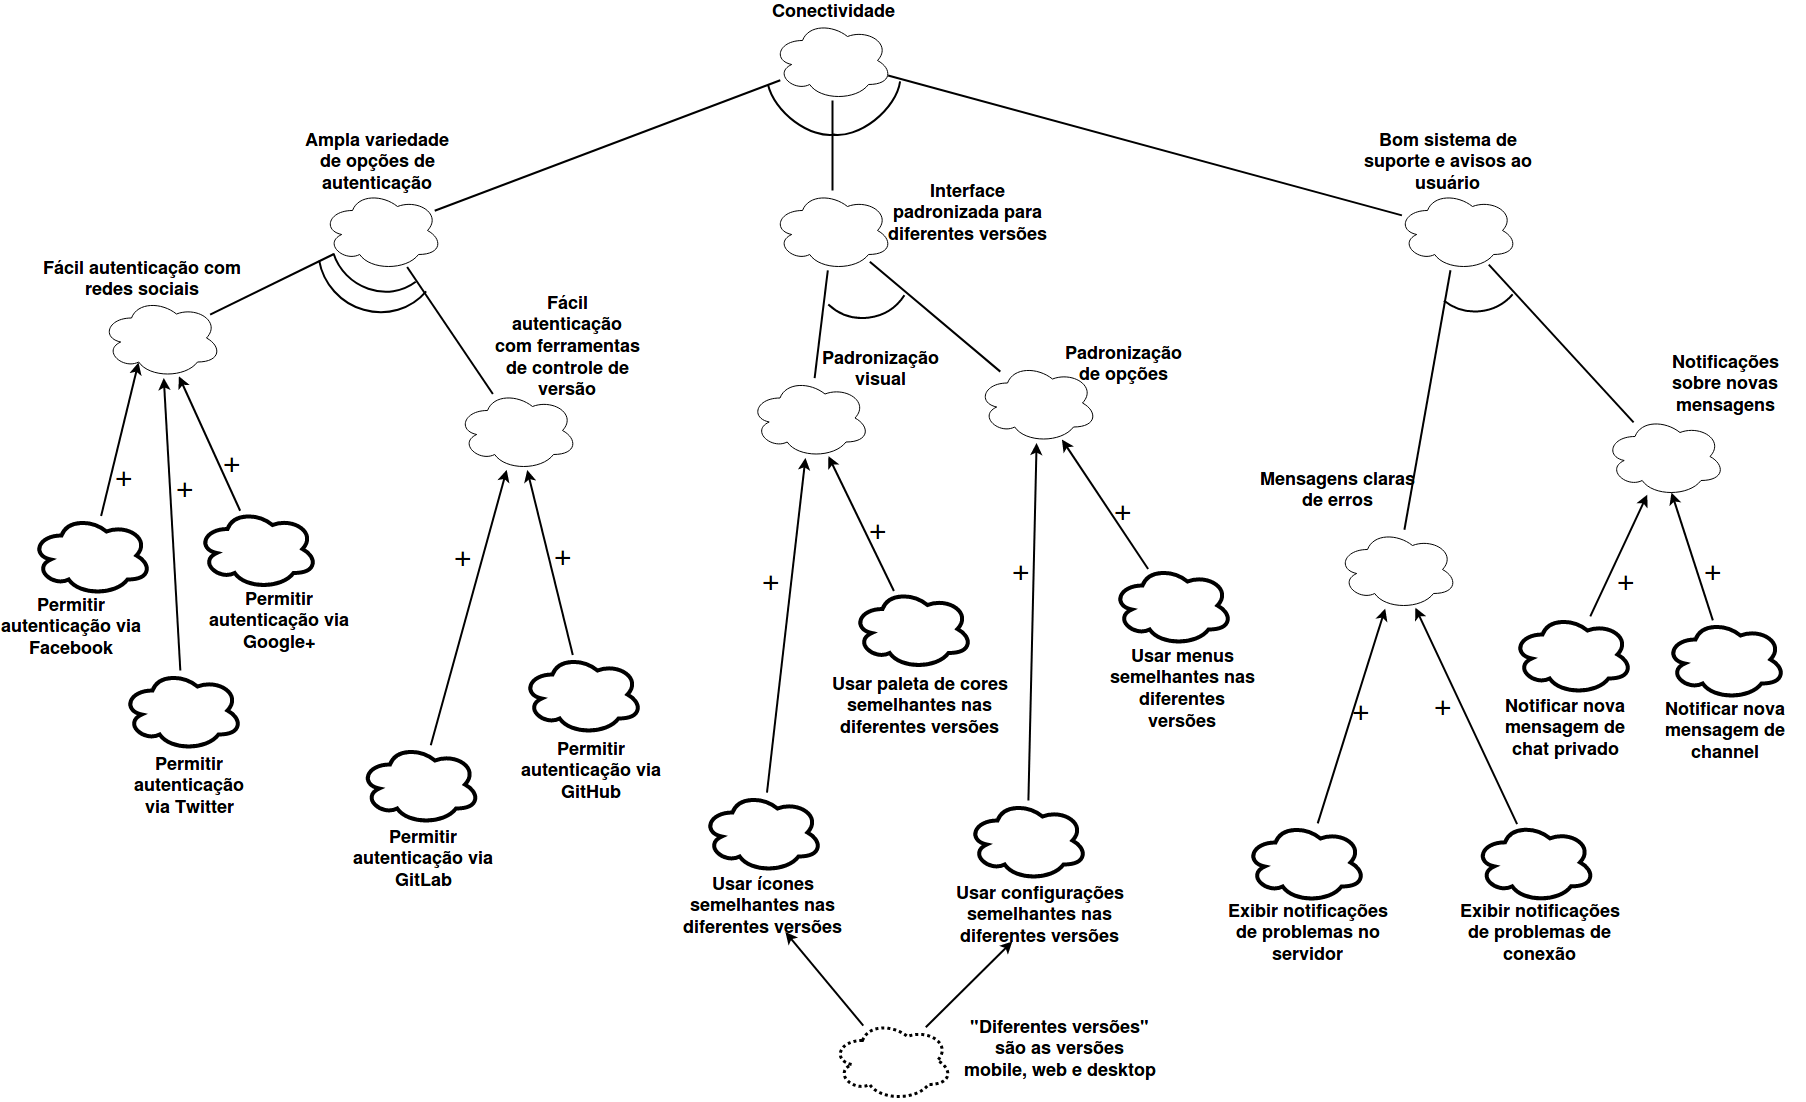 Conectividade
Ampla variedade
de opções de
autenticação
Bom sistema de
suporte e avisos ao
usuário
Interface
padronizada para
diferentes versões
Fácil autenticação com
redes sociais
Fácil
autenticação
com ferramentas
de controle de
versão
Padronização
visual
Padronização
de opções
Notificações
sobre novas
mensagens
Mensagens claras
de erros
+
+
+
+
+
+
+
+
+
+
+
+
+
Permitir
autenticação via
Facebook
Permitir
autenticação via
Google+
Permitir
autenticação
via Twitter
Permitir
autenticação via
GitLab
Permitir
autenticação via
GitHub
Usar paleta de cores
semelhantes nas
diferentes versões
Usar menus
semelhantes nas
diferentes
versões
Notificar nova
mensagem de
chat privado
Notificar nova
mensagem de
channel
Usar ícones
semelhantes nas
diferentes versões
Usar configurações
semelhantes nas
diferentes versões
Exibir notificações
de problemas no
servidor
Exibir notificações
de problemas de
conexão
"Diferentes versões"
são as versões
mobile, web e desktop